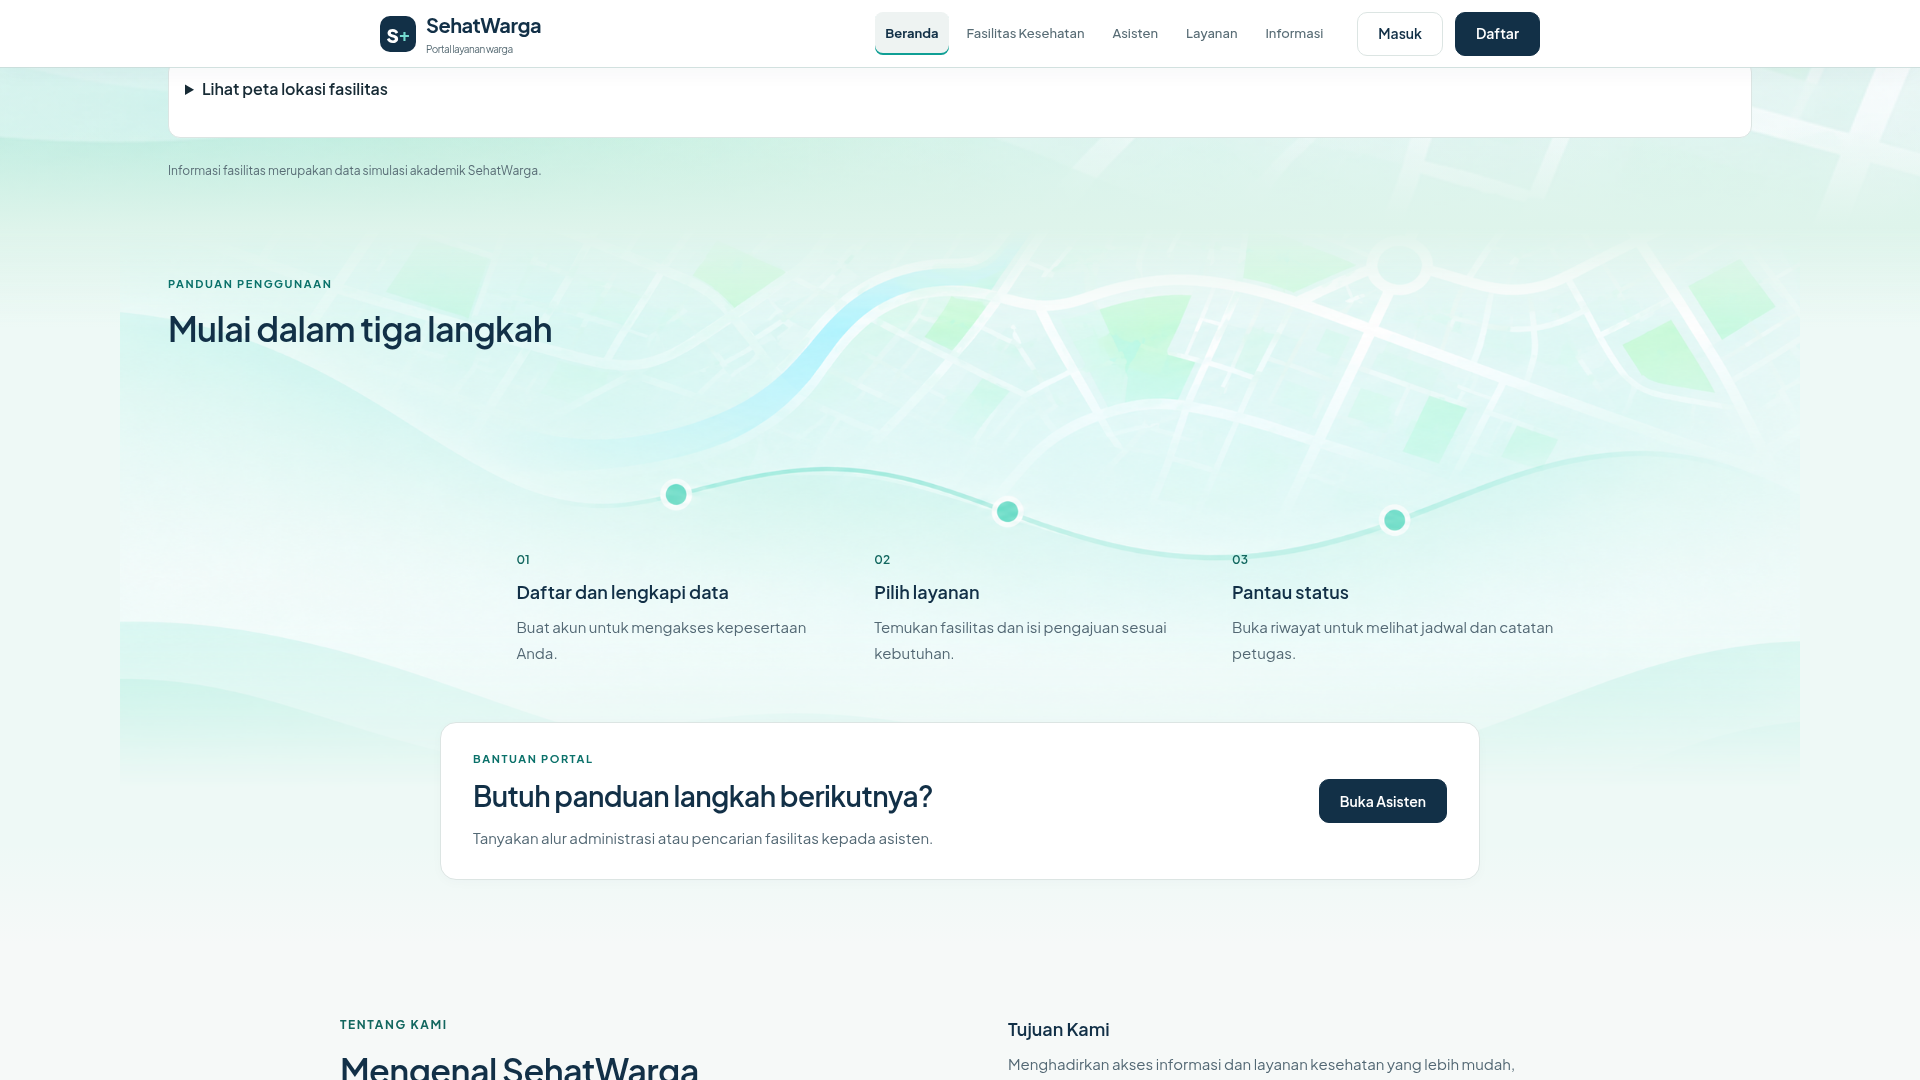 S+
SehatWarga
Portal layanan warga
Beranda
Fasilitas Kesehatan
Asisten
Layanan
Informasi
Masuk
Daftar
Lihat peta lokasi fasilitas
Informasi fasilitas merupakan data simulasi akademik SehatWarga.
PANDUAN PENGGUNAAN
Mulai dalam tiga langkah
01
Daftar dan lengkapi data
Buat akun untuk mengakses kepesertaan
Anda.
02
Pilih layanan
Temukan fasilitas dan isi pengajuan sesuai
kebutuhan.
03
Pantau status
Buka riwayat untuk melihat jadwal dan catatan
petugas.
BANTUAN PORTAL
Butuh panduan langkah berikutnya?
Tanyakan alur administrasi atau pencarian fasilitas kepada asisten.
Buka Asisten
TENTANG KAMI
Mengenal SehatWarga
Tujuan Kami
Menghadirkan akses informasi dan layanan kesehatan yang lebih mudah,